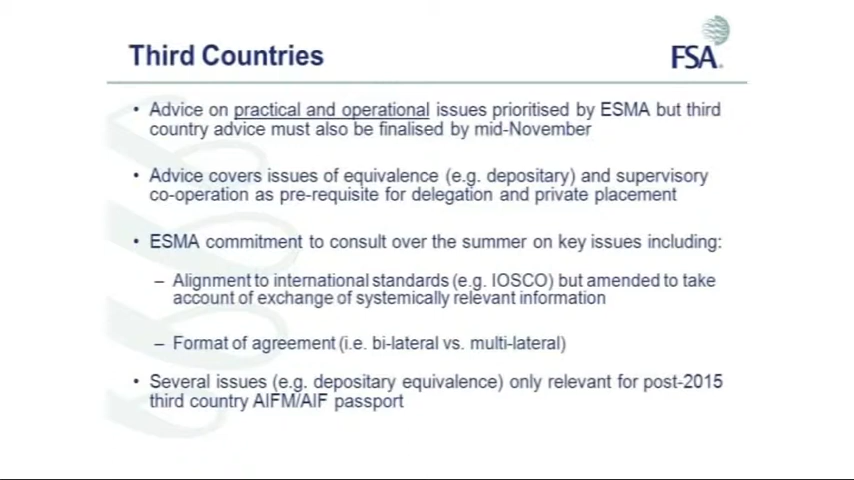 Third Countries
FSA
• Advice on practical and operational issues prioritised by ESMA but third
country advice must also be finalised by mid-November
• Advice covers issues of equivalence (e.g. depositary) and supervisory
co-operation as pre-requisite for delegation and private placement
• ESMA commitment to consult over the summer on key issues including:
– Alignment to international standards (e.g. IOSCO) but amended to take
account of exchange of systemically relevant information
– Format of agreement (i.e. bi-lateral vs. multi-lateral)
• Several issues (e.g. depositary equivalence) only relevant for post-2015
third country AIFM/AIF passport